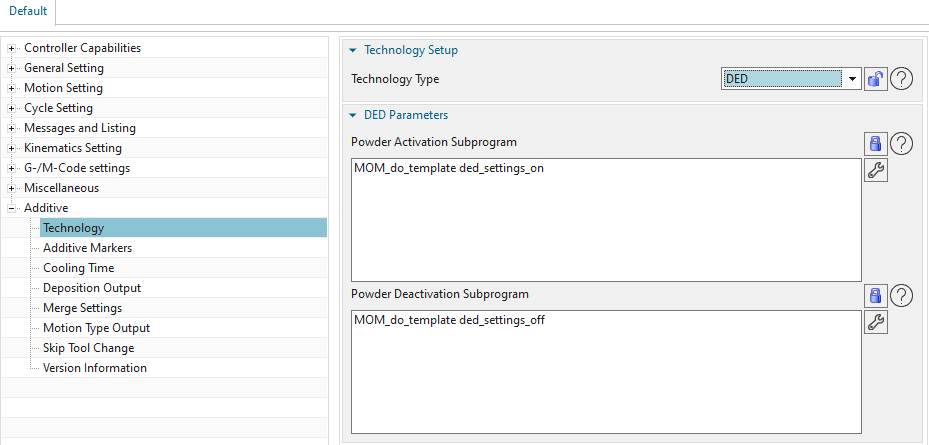 Default
Controller Capabilities
General Setting
Motion Setting
Cycle Setting
Messages and Listing
Kinematics Setting
G-/M-Code settings
Miscellaneous
Additive
Technology
Additive Markers
Cooling Time
Deposition Output
Merge Settings
Motion Type Output
Skip Tool Change
Version Information
Technology Setup
Technology Type
DED
?
DED Parameters
Powder Activation Subprogram
?
MOM_do_template ded_settings_on
Powder Deactivation Subprogram
?
MOM_do_template ded_settings_off